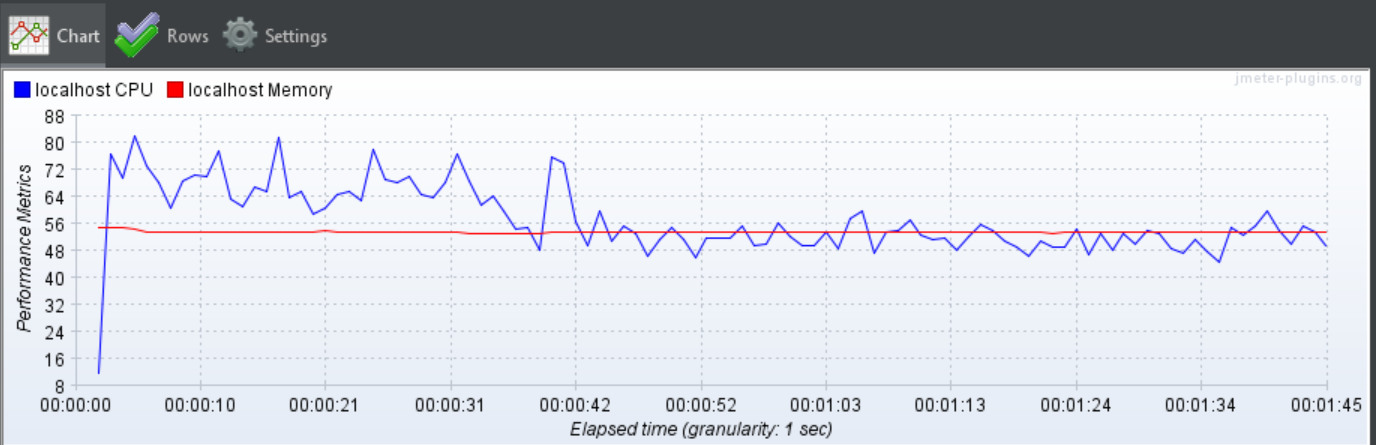 Chart Rows Settings
jmeter-plugins.org
localhost CPU localhost Memory
Performance Metrics
88
80
72
64
56
48
40
32
24
16
8
00:00:00 00:00:10 00:00:21 00:00:31 00:00:42 00:00:52 00:01:03 00:01:13 00:01:24 00:01:34 00:01:45
Elapsed time (granularity: 1 sec)